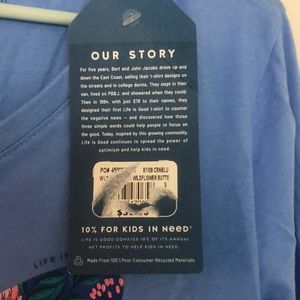 OUR STORY
For five years, Bert and John Jacobs drove up and
down the East Coast, selling their t-shirt designs on
the streets and in college dorms. They slept in their
van, lived on PB&J, and showered when they could.
Then in 1994, with just $78 to their names, they
designed their first Life is Good t-shirt to counter
the negative news — and discovered how those
three simple words could help people to focus on
the good. Today, inspired by this growing community,
Life is Good continues to spread the power of
optimism and help kids in need.
PO#
CRNBLU
WILDFLOWER BUTTE
S
10% FOR KIDS IN NEED®
LIFE IS GOOD DONATES 10% OF ITS ANNUAL
NET PROFITS TO HELP KIDS IN NEED.
Made From 100% Post-Consumer Recycled Materials
LIFE IS